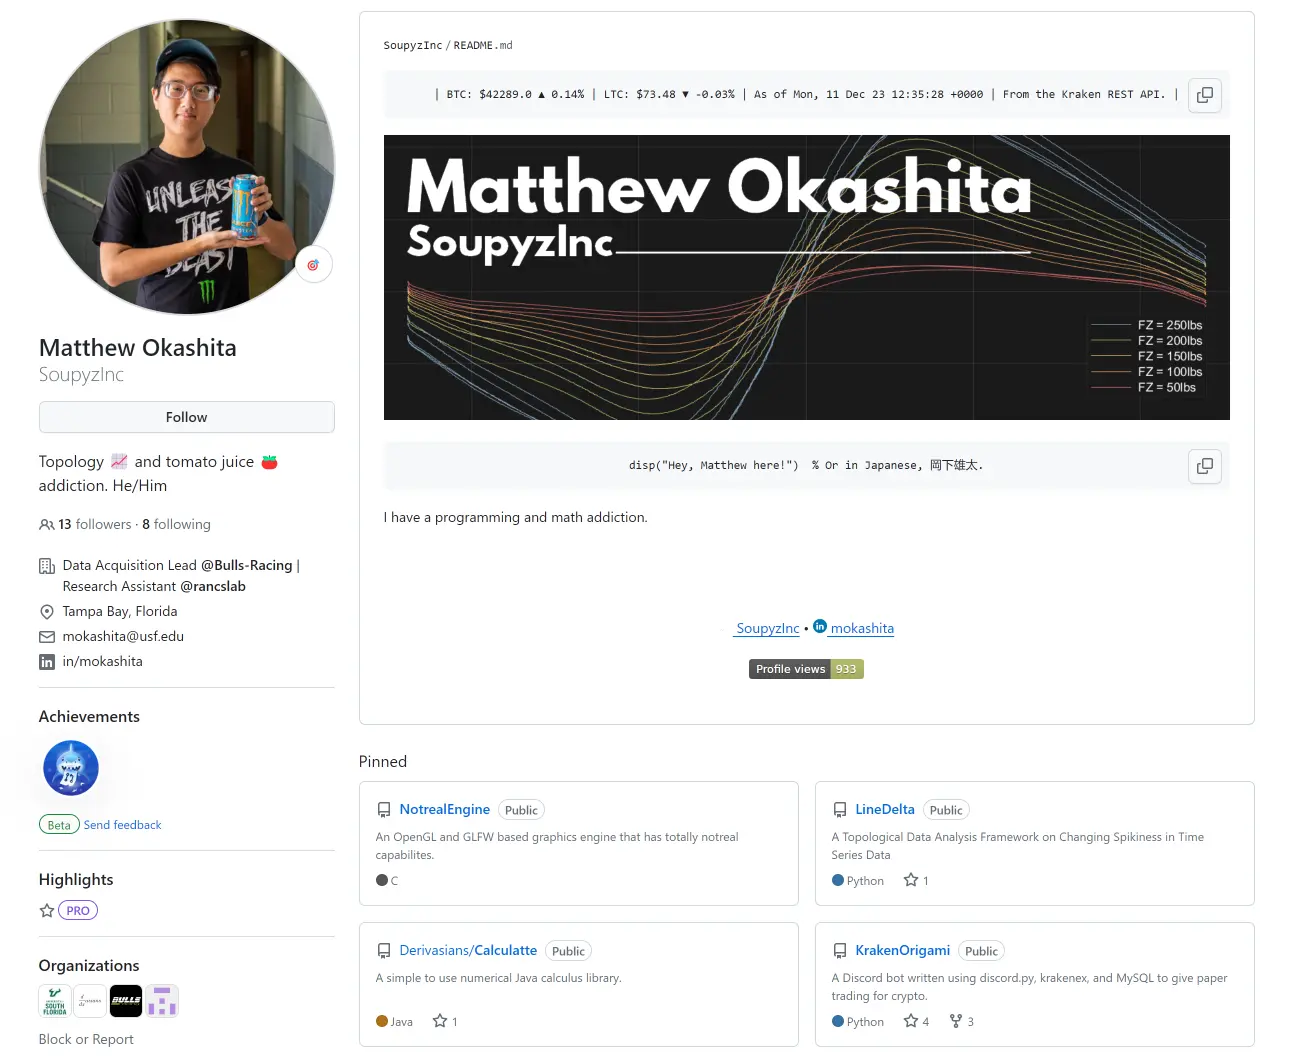 UNLEASH
THE
BEAST
Matthew Okashita
SoupyzInc
Follow
Topology 📈 and tomato juice 🍅
addiction. He/Him
13 followers · 8 following
Data Acquisition Lead @Bulls-Racing |
Research Assistant @rancslab
Tampa Bay, Florida
mokashita@usf.edu
in/mokashita
Achievements
Beta Send feedback
Highlights
PRO
Organizations
SOUTH
FLORIDA
BULLS
Block or Report
SoupyzInc / README.md
| BTC: $42289.0 ▲ 0.14% | LTC: $73.48 ▼ -0.03% | As of Mon, 11 Dec 23 12:35:28 +0000 | From the Kraken REST API. |
Matthew Okashita
SoupyzInc
FZ = 250lbs
FZ = 200lbs
FZ = 150lbs
FZ = 100lbs
FZ = 50lbs
disp("Hey, Matthew here!")  % Or in Japanese, 岡下雄太.
I have a programming and math addiction.
SoupyzInc • in mokashita
Profile views 933
Pinned
NotrealEngine Public
An OpenGL and GLFW based graphics engine that has totally notreal
capabilites.
C
LineDelta Public
A Topological Data Analysis Framework on Changing Spikiness in Time
Series Data
Python 1
Derivasians/Calculatte Public
A simple to use numerical Java calculus library.
Java 1
KrakenOrigami Public
A Discord bot written using discord.py, krakenex, and MySQL to give paper
trading for crypto.
Python 4 3